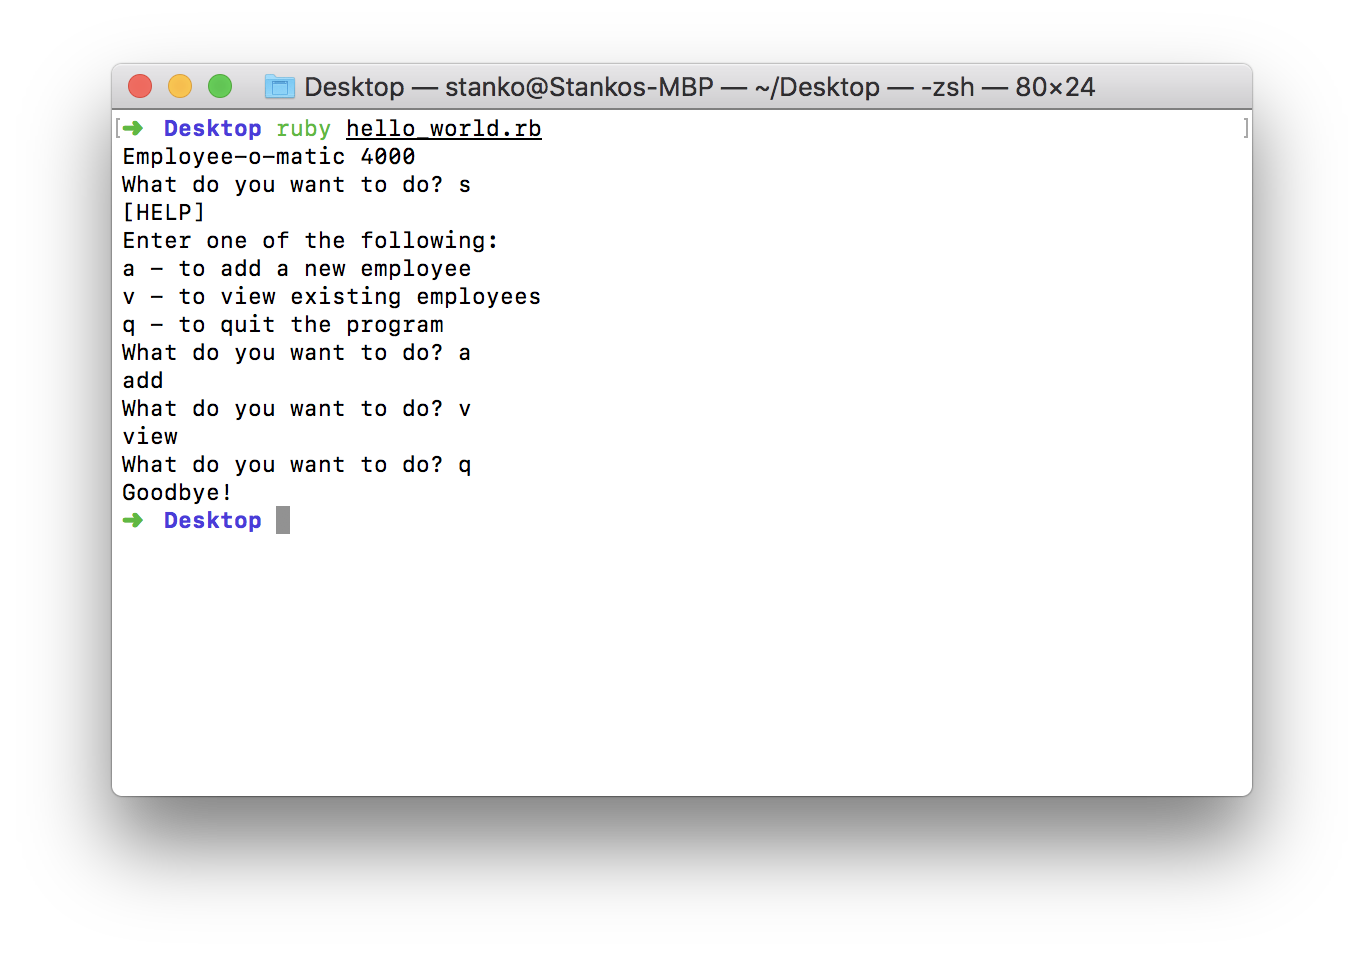 Desktop — stanko@Stankos-MBP — ~/Desktop — -zsh — 80×24
[➜ Desktop ruby hello_world.rb ]
Employee-o-matic 4000
What do you want to do? s
[HELP]
Enter one of the following:
a - to add a new employee
v - to view existing employees
q - to quit the program
What do you want to do? a
add
What do you want to do? v
view
What do you want to do? q
Goodbye!
➜ Desktop